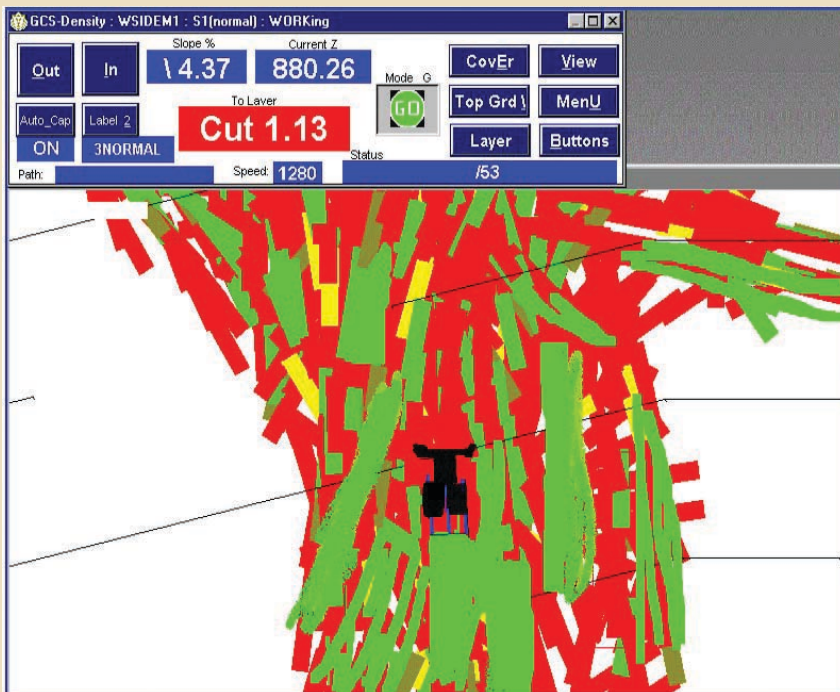 GCS-Density : WSIDEM1 : S1(normal) : WORKing
Slope %
Current Z
Out
In
\ 4.37
880.26
Mode G
CovEr
View
To Layer
GO
Top Grd \
MenU
Auto_Cap
Label 2
Cut 1.13
Layer
Buttons
ON
3NORMAL
Status
Path:
Speed:
1280
/53